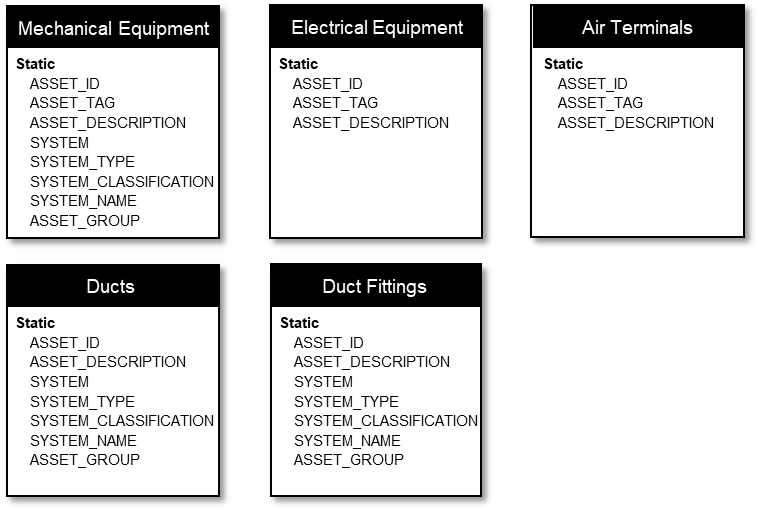 Mechanical Equipment
Static
ASSET_ID
ASSET_TAG
ASSET_DESCRIPTION
SYSTEM
SYSTEM_TYPE
SYSTEM_CLASSIFICATION
SYSTEM_NAME
ASSET_GROUP
Electrical Equipment
Static
ASSET_ID
ASSET_TAG
ASSET_DESCRIPTION
Air Terminals
Static
ASSET_ID
ASSET_TAG
ASSET_DESCRIPTION
Ducts
Static
ASSET_ID
ASSET_DESCRIPTION
SYSTEM
SYSTEM_TYPE
SYSTEM_CLASSIFICATION
SYSTEM_NAME
ASSET_GROUP
Duct Fittings
Static
ASSET_ID
ASSET_DESCRIPTION
SYSTEM
SYSTEM_TYPE
SYSTEM_CLASSIFICATION
SYSTEM_NAME
ASSET_GROUP